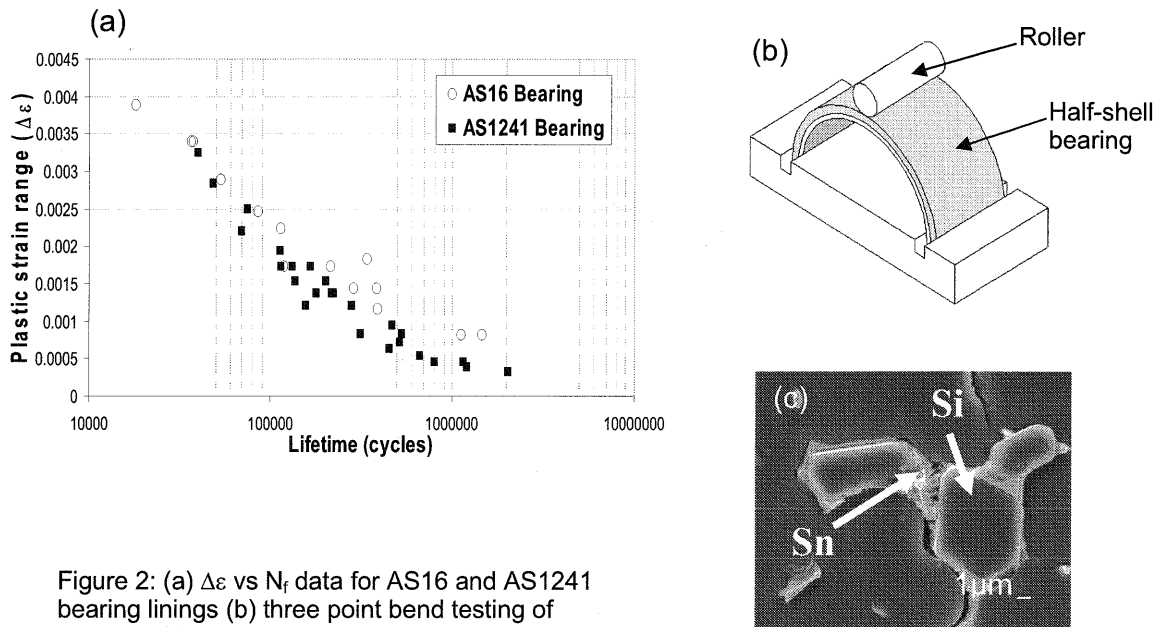 (a)
0.0045
0.004
0.0035
0.003
0.0025
0.002
0.0015
0.001
0.0005
0
Plastic strain range (Δε)
AS16 Bearing
AS1241 Bearing
10000 100000 1000000 10000000
Lifetime (cycles)
(b)
Roller
Half-shell
bearing
(c)
Si
Sn
1um
Figure 2: (a) Δε vs Nf data for AS16 and AS1241
bearing linings (b) three point bend testing of